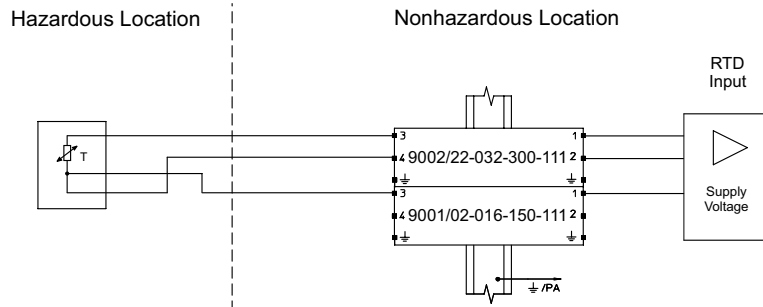 Hazardous Location
Nonhazardous Location
RTD
Input
T
3 1
4 9002/22-032-300-111 2
3 1
Supply
Voltage
4 9001/02-016-150-111 2
/PA